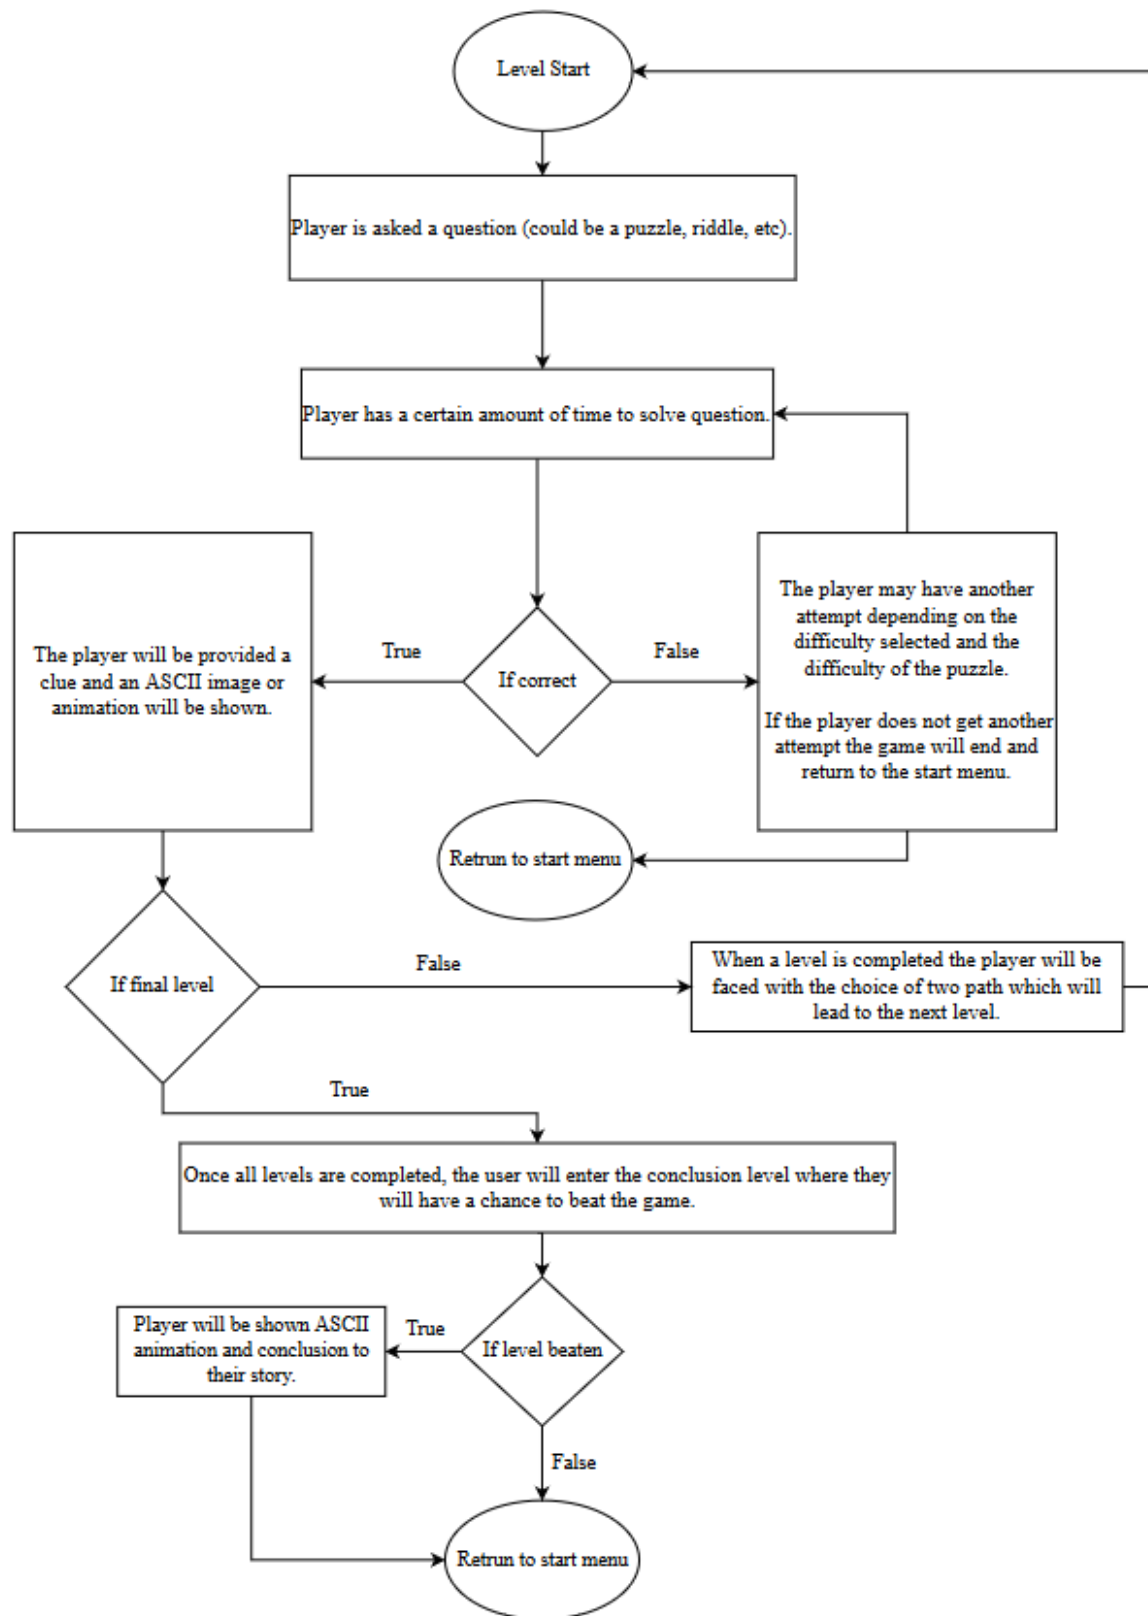 Level Start
Player is asked a question (could be a puzzle, riddle, etc).
Player has a certain amount of time to solve question.
The player will be provided a
clue and an ASCII image or
animation will be shown.
True
If correct
False
The player may have another
attempt depending on the
difficulty selected and the
difficulty of the puzzle.
If the player does not get another
attempt the game will end and
return to the start menu.
Retrun to start menu
If final level
False
When a level is completed the player will be
faced with the choice of two path which will
lead to the next level.
True
Once all levels are completed, the user will enter the conclusion level where they
will have a chance to beat the game.
Player will be shown ASCII
animation and conclusion to
their story.
True
If level beaten
False
Retrun to start menu